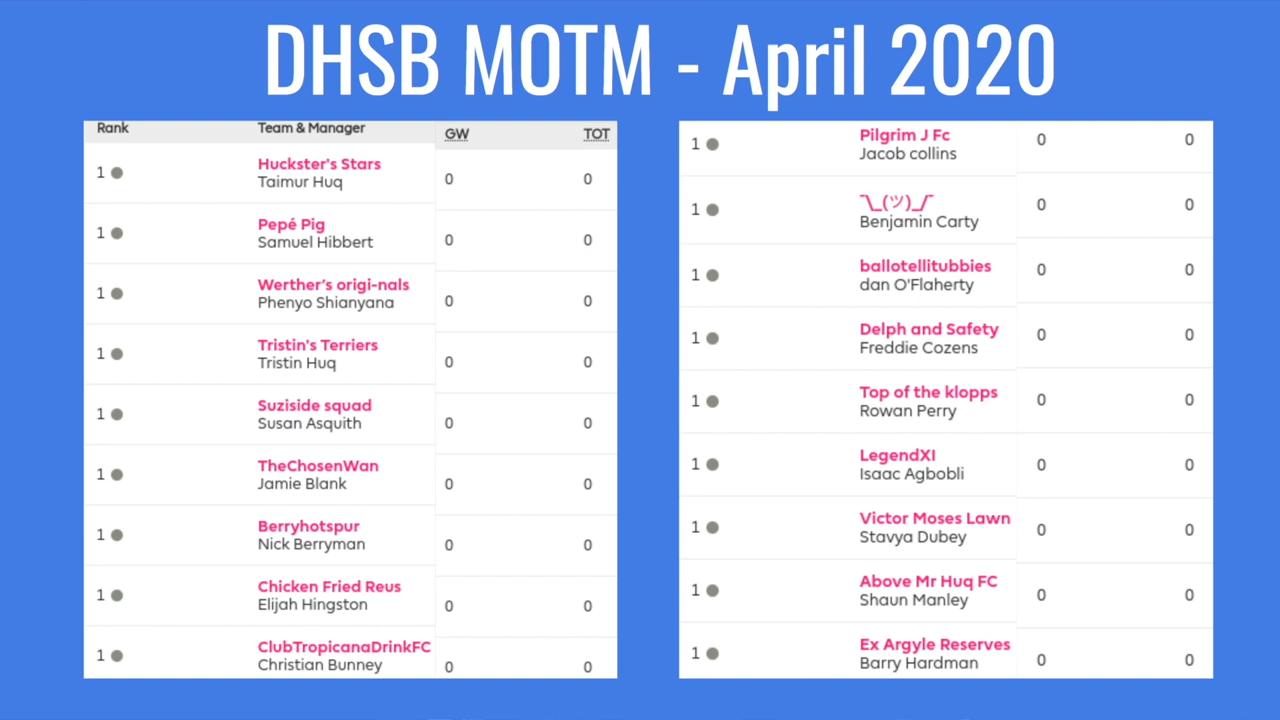 DHSB MOTM - April 2020
Rank Team & Manager GW TOT
1 Huckster's Stars 0 0
Taimur Huq
1 Pepé Pig 0 0
Samuel Hibbert
1 Werther's origi-nals 0 0
Phenyo Shianyana
1 Tristin's Terriers 0 0
Tristin Huq
1 Suziside squad 0 0
Susan Asquith
1 TheChosenWan 0 0
Jamie Blank
1 Berryhotspur 0 0
Nick Berryman
1 Chicken Fried Reus 0 0
Elijah Hingston
1 ClubTropicanaDrinkFC 0 0
Christian Bunney
1 Pilgrim J Fc 0 0
Jacob collins
1 ¯\_(ツ)_/¯ 0 0
Benjamin Carty
1 ballotellitubbies 0 0
dan O'Flaherty
1 Delph and Safety 0 0
Freddie Cozens
1 Top of the klopps 0 0
Rowan Perry
1 LegendXI 0 0
Isaac Agbobli
1 Victor Moses Lawn 0 0
Stavya Dubey
1 Above Mr Huq FC 0 0
Shaun Manley
1 Ex Argyle Reserves 0 0
Barry Hardman